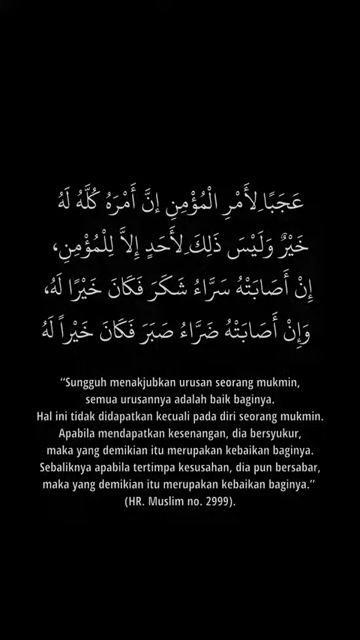 عَجَبًا لِأَمْرِ الْمُؤْمِنِ إنَّ أَمْرَهُ كُلَّهُ لَهُ
خَيْرٌ وَلَيْسَ ذَلِكَ لِأَحَدٍ إِلاَّ لِلْمُؤْمِنِ،
إِنْ أَصَابَتْهُ سَرَّاءُ شَكَرَ فَكَانَ خَيْرًا لَهُ،
وَإِنْ أَصَابَتْهُ ضَرَّاءُ صَبَرَ فَكَانَ خَيْراً لَهُ
“Sungguh menakjubkan urusan seorang mukmin,
semua urusannya adalah baik baginya.
Hal ini tidak didapatkan kecuali pada diri seorang mukmin.
Apabila mendapatkan kesenangan, dia bersyukur,
maka yang demikian itu merupakan kebaikan baginya.
Sebaliknya apabila tertimpa kesusahan, dia pun bersabar,
maka yang demikian itu merupakan kebaikan baginya.”
(HR. Muslim no. 2999).